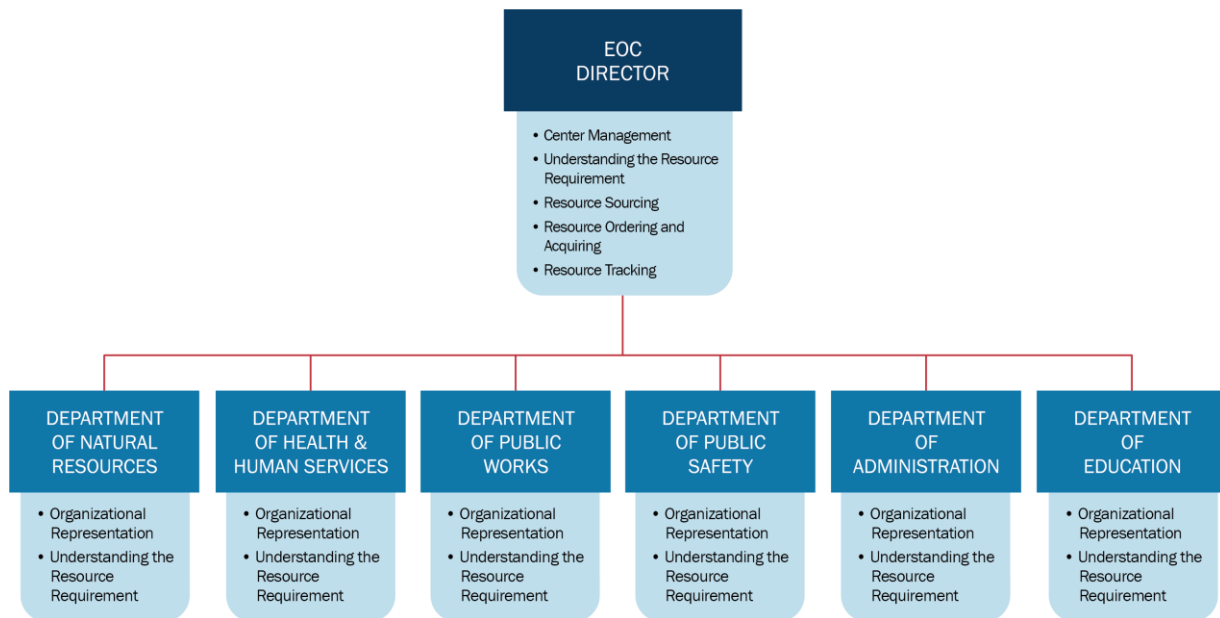 EOC
DIRECTOR
• Center Management
• Understanding the Resource
Requirement
• Resource Sourcing
• Resource Ordering and
Acquiring
• Resource Tracking
DEPARTMENT
OF NATURAL
RESOURCES
• Organizational
Representation
• Understanding the
Resource
Requirement
DEPARTMENT
OF HEALTH &
HUMAN SERVICES
• Organizational
Representation
• Understanding the
Resource
Requirement
DEPARTMENT
OF PUBLIC
WORKS
• Organizational
Representation
• Understanding the
Resource
Requirement
DEPARTMENT
OF PUBLIC
SAFETY
• Organizational
Representation
• Understanding the
Resource
Requirement
DEPARTMENT
OF
ADMINISTRATION
• Organizational
Representation
• Understanding the
Resource
Requirement
DEPARTMENT
OF
EDUCATION
• Organizational
Representation
• Understanding the
Resource
Requirement